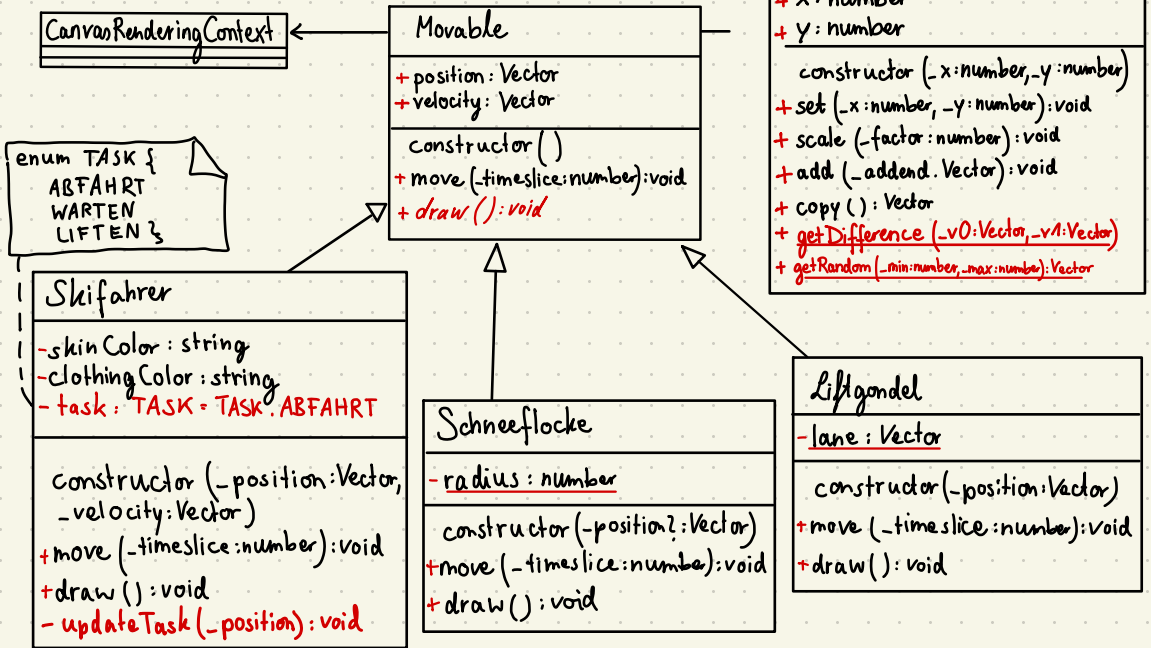 CanvasRenderingContext
Movable
+ position: Vector
+ velocity: Vector
constructor()
+ move(_timeslice:number):void
+ draw():void
+ x: number
+ y: number
constructor (_x:number,_y:number)
+ set (_x:number, _y:number):void
+ scale (_factor:number):void
+ add (_addend.Vector):void
+ copy(): Vector
+ getDifference (_v0:Vector,_v1:Vector)
+ getRandom(_min:number,_max:number):Vector
enum TASK {
ABFAHRT
WARTEN
LIFTEN }
Skifahrer
- skinColor: string
- clothingColor: string
- task: TASK = TASK.ABFAHRT
constructor (_position:Vector,
_velocity:Vector)
+ move (_timeslice:number):void
+ draw():void
- updateTask(_position):void
Schneeflocke
- radius: number
constructor(_position?:Vector)
+ move(_timeslice:number):void
+ draw():void
Liftgondel
- lane: Vector
constructor(_position:Vector)
+ move (_timeslice:number):void
+ draw():void